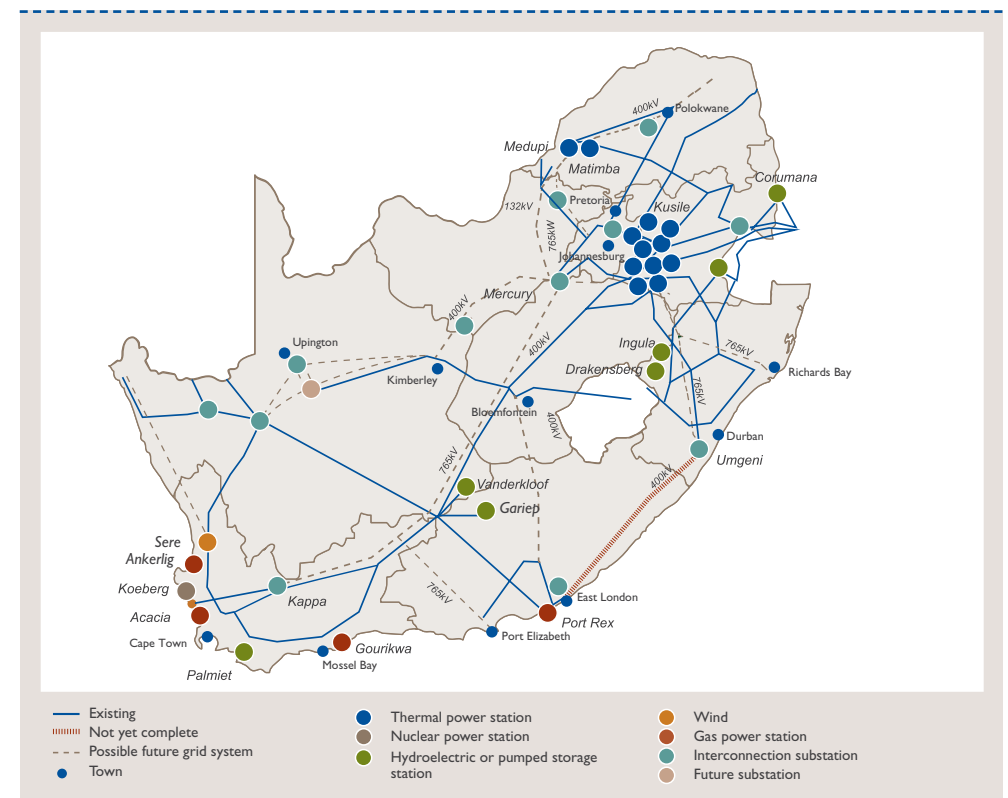 400kV
Polokwane
Medupi
Matimba
Corumana
132kV
Pretoria
Kusile
765kW
Johannesburg
Mercury
400kV
400kV
Upington
Ingula
765kV
Kimberley
Drakensberg
Richards Bay
765kV
Bloemfontein
400kV
Durban
Umgeni
765kV
400kV
Vanderkloof
Gariep
Sere
Ankerlig
Koeberg
765kV
East London
Kappa
Acacia
Port Rex
Cape Town
Port Elizabeth
Gourikwa
Mossel Bay
Palmiet
Existing
Not yet complete
Possible future grid system
Town
Thermal power station
Nuclear power station
Hydroelectric or pumped storage
station
Wind
Gas power station
Interconnection substation
Future substation